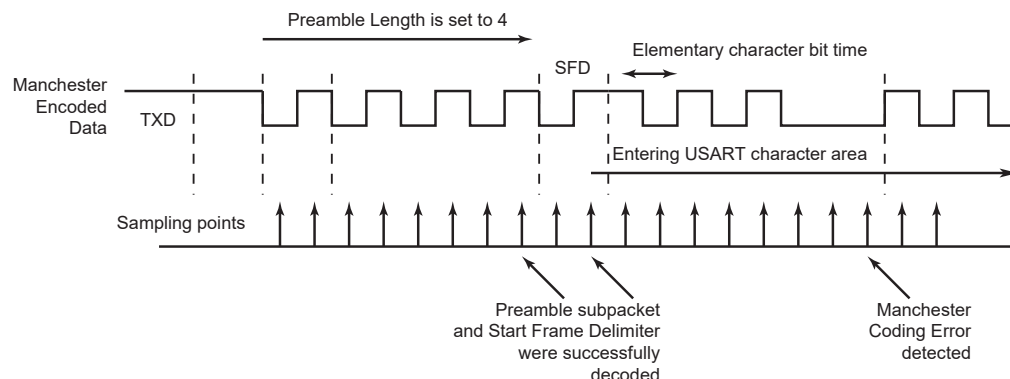 Preamble Length is set to 4
Elementary character bit time
SFD
Manchester
Encoded
Data
TXD
Entering USART character area
Sampling points
Preamble subpacket
and Start Frame Delimiter
were successfully
decoded
Manchester
Coding Error
detected